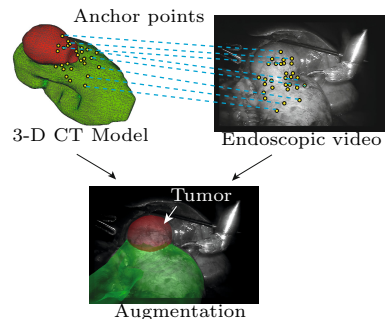 Anchor points
3-D CT Model
Endoscopic video
Tumor
Augmentation